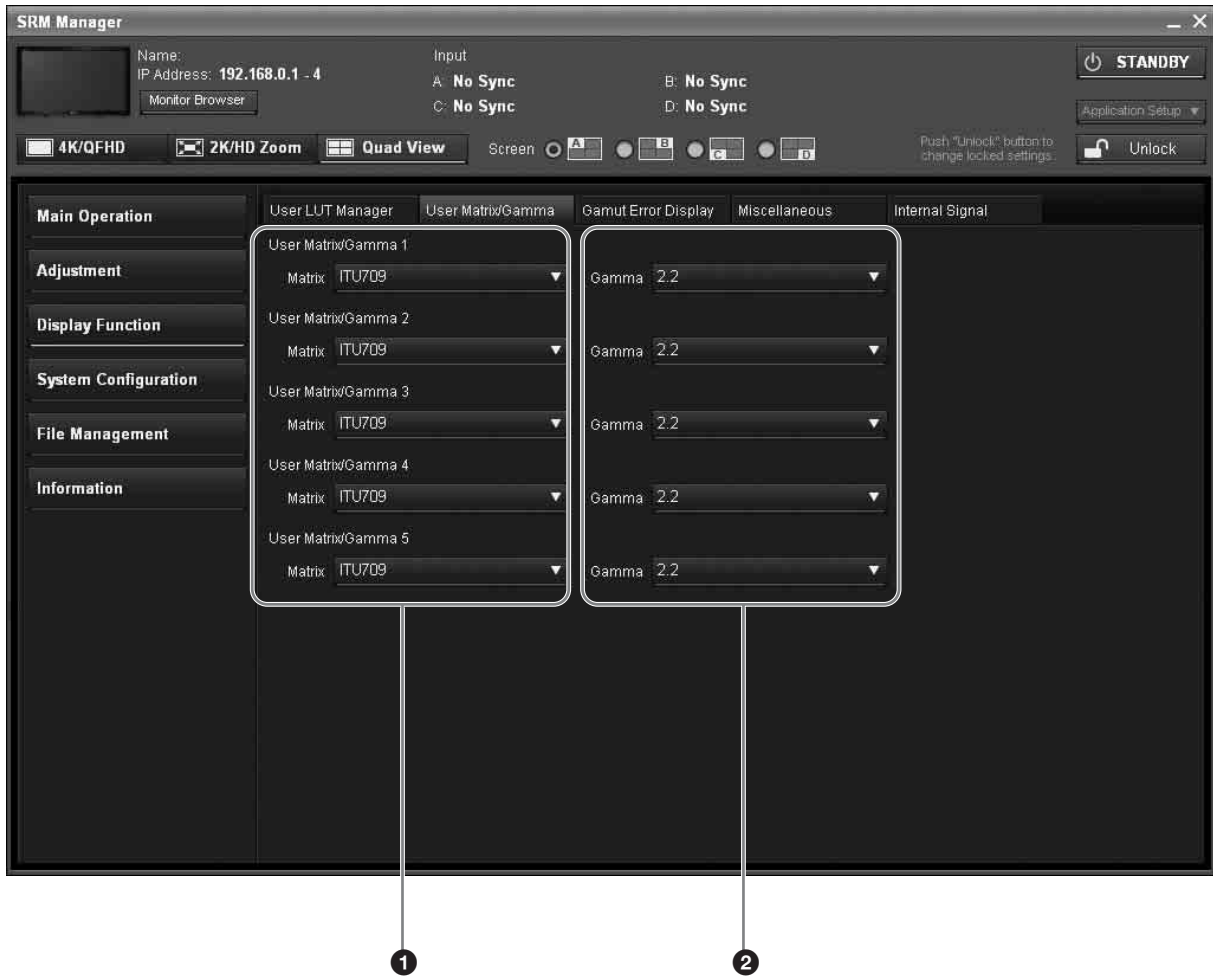 SRM Manager
Name:
IP Address: 192.168.0.1 - 4
Monitor Browser
Input
A: No Sync
B: No Sync
C: No Sync
D: No Sync
STANDBY
Application Setup
4K/QFHD
2K/HD Zoom
Quad View
Screen
A
B
C
D
Push "Unlock" button to
change locked settings.
Unlock
Main Operation
Adjustment
Display Function
System Configuration
File Management
Information
User LUT Manager
User Matrix/Gamma
Gamut Error Display
Miscellaneous
Internal Signal
User Matrix/Gamma 1
Matrix ITU709
Gamma 2.2
User Matrix/Gamma 2
Matrix ITU709
Gamma 2.2
User Matrix/Gamma 3
Matrix ITU709
Gamma 2.2
User Matrix/Gamma 4
Matrix ITU709
Gamma 2.2
User Matrix/Gamma 5
Matrix ITU709
Gamma 2.2
1
2